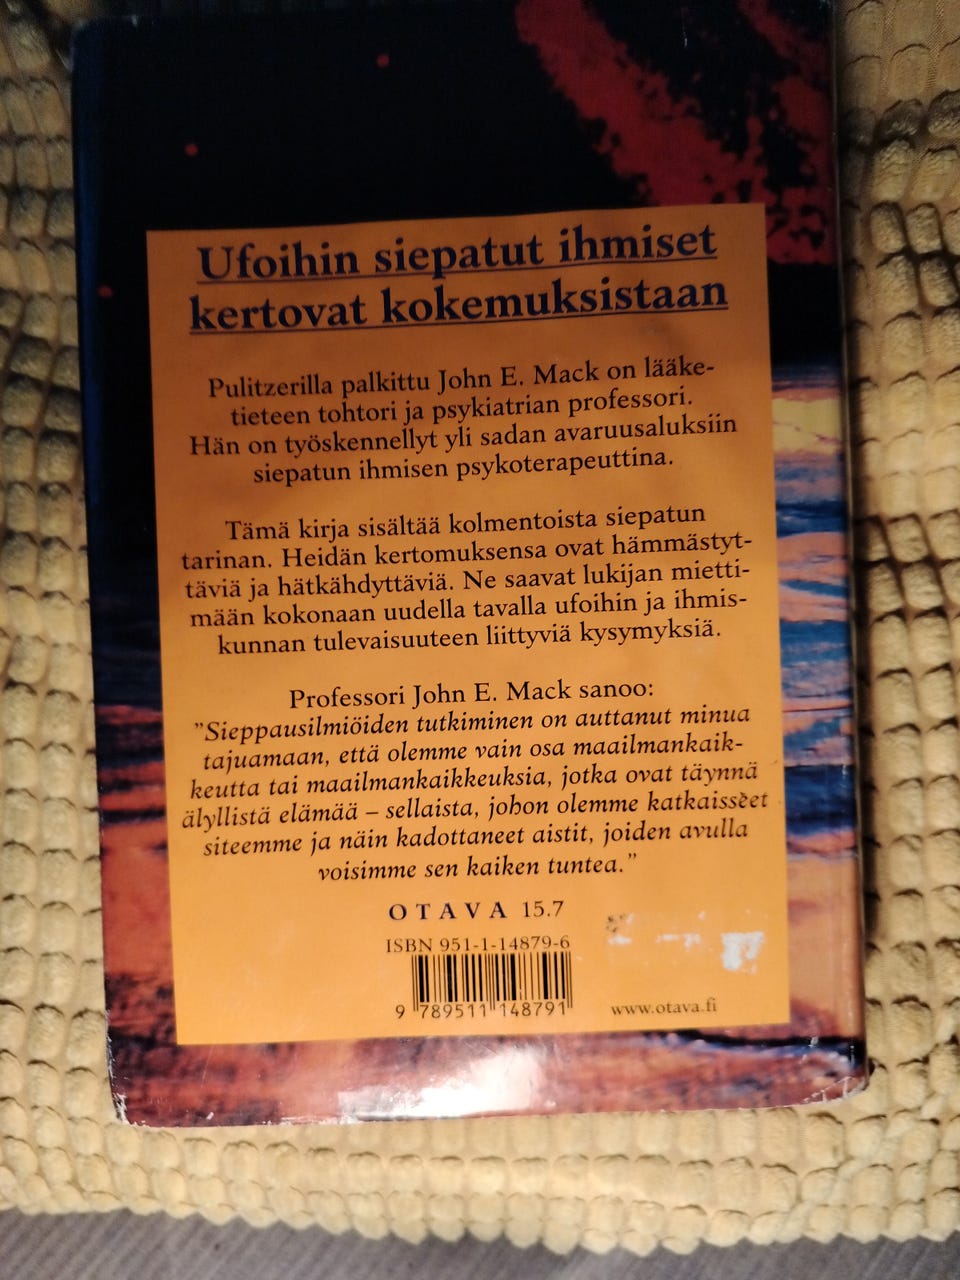 Ufoihin siepatut ihmiset
kertovat kokemuksistaan
Pulitzerilla palkittu John E. Mack on lääke-
tieteen tohtori ja psykiatrian professori.
Hän on työskennellyt yli sadan avaruusaluksiin
siepatun ihmisen psykoterapeuttina.
Tämä kirja sisältää kolmentoista siepatun
tarinan. Heidän kertomuksensa ovat hämmästyt-
täviä ja hätkähdyttäviä. Ne saavat lukijan mietti-
mään kokonaan uudella tavalla ufoihin ja ihmis-
kunnan tulevaisuuteen liittyviä kysymyksiä.
Professori John E. Mack sanoo:
"Sieppausilmiöiden tutkiminen on auttanut minua
tajuamaan, että olemme vain osa maailmankaik-
keutta tai maailmankaikkeuksia, jotka ovat täynnä
älyllistä elämää – sellaista, johon olemme katkaisseet
siteemme ja näin kadottaneet aistit, joiden avulla
voisimme sen kaiken tuntea."
OTAVA 15.7
ISBN 951-1-14879-6
9 789511 148791
www.otava.fi